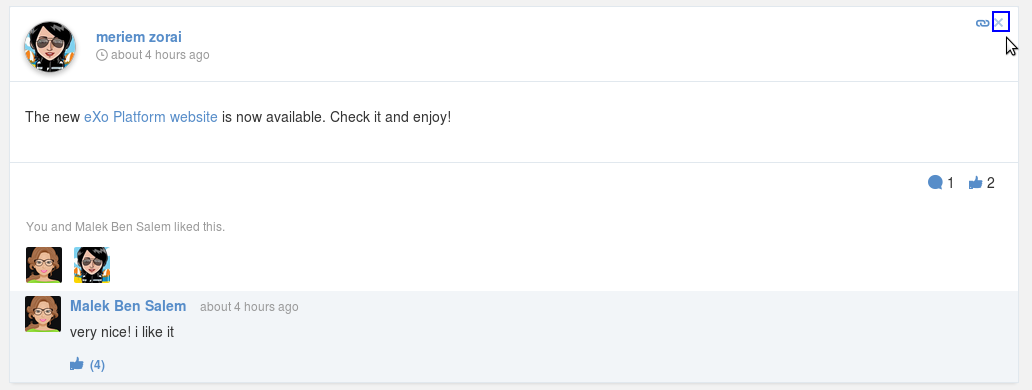 meriem zorai
about 4 hours ago
The new eXo Platform website is now available. Check it and enjoy!
1 2
You and Malek Ben Salem liked this.
Malek Ben Salem about 4 hours ago
very nice! i like it
(4)